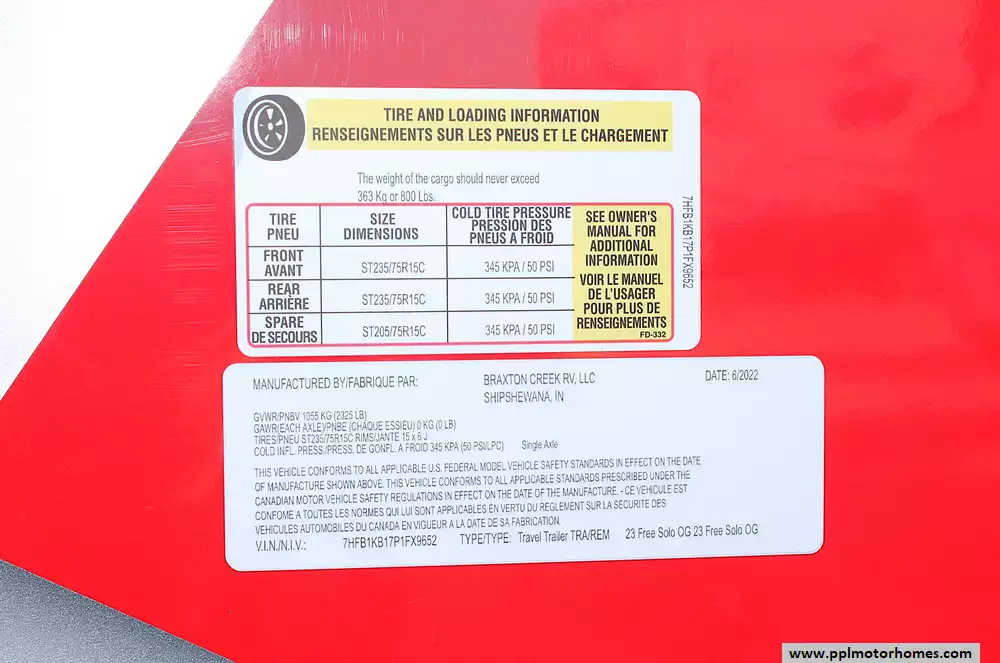 TIRE AND LOADING INFORMATION
RENSEIGNEMENTS SUR LES PNEUS ET LE CHARGEMENT
The weight of the cargo should never exceed
363 Kg or 800 Lbs.
TIRE PNEU SIZE DIMENSIONS COLD TIRE PRESSURE PRESSION DES PNEUS A FROID
FRONT AVANT ST235/75R15C 345 KPA / 50 PSI
REAR ARRIÈRE ST235/75R15C 345 KPA / 50 PSI
SPARE DE SECOURS ST205/75R15C 345 KPA / 50 PSI
SEE OWNER'S
MANUAL FOR
ADDITIONAL
INFORMATION
VOIR LE MANUEL
DE L'USAGER
POUR PLUS DE
RENSEIGNEMENTS
FD-332
7HFB1KB17P1FX9652
MANUFACTURED BY/FABRIQUE PAR: BRAXTON CREEK RV, LLC DATE: 6/2022
SHIPSHEWANA, IN
GVWR/PNBV 1055 KG (2325 LB)
GAWR(EACH AXLE)/PNBE (CHAQUE ESSIEU) 0 KG (0 LB)
TIRES/PNEU ST235/75R15C RIMS/JANTE 15 x 6 J
COLD INFL. PRESS./PRESS. DE GONFL. A FROID 345 KPA (50 PSI/LPC) Single Axle
THIS VEHICLE CONFORMS TO ALL APPLICABLE U.S. FEDERAL MODEL VEHICLE SAFETY STANDARDS IN EFFECT ON THE DATE
OF MANUFACTURE SHOWN ABOVE. THIS VEHICLE CONFORMS TO ALL APPLICABLE STANDARDS PRESCRIBED UNDER THE
CANADIAN MOTOR VEHICLE SAFETY REGULATIONS IN EFFECT ON THE DATE OF THE MANUFACTURE. - CE VEHICULE EST
CONFOME A TOUTES LES NORMES QUI LUI SONT APPLICABLES EN VERTU DU REGLEMENT SUR LA SECURITE DES
VEHICULES AUTOMOBILES DU CANADA EN VIGUEUR A LA DATE DE SA FABRICATION.
V.I.N./N.I.V.: 7HFB1KB17P1FX9652 TYPE/TYPE: Travel Trailer TRA/REM 23 Free Solo OG 23 Free Solo OG
www.pplmotorhomes.com